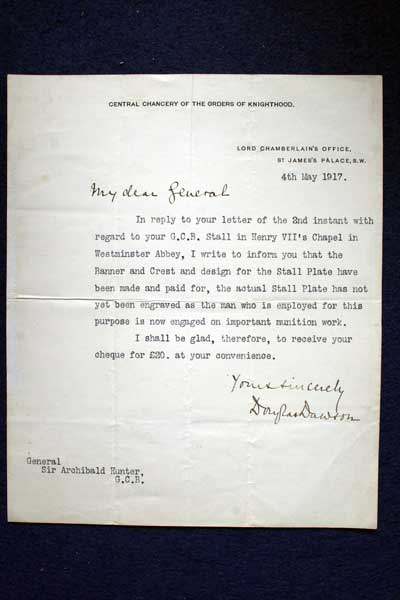 CENTRAL CHANCERY OF THE ORDERS OF KNIGHTHOOD.
LORD CHAMBERLAIN'S OFFICE,
ST JAMES'S PALACE, S.W.
4th May 1917.
My dear General
In reply to your letter of the 2nd instant with
regard to your G.C.B. Stall in Henry VII's Chapel in
Westminster Abbey, I write to inform you that the
Banner and Crest and design for the Stall Plate have
been made and paid for, the actual Stall Plate has not
yet been engraved as the man who is employed for this
purpose is now engaged on important munition work.
I shall be glad, therefore, to receive your
cheque for £20. at your convenience.
Yours sincerely
Douglas Dawson
General
Sir Archibald Hunter,
G.C.B.